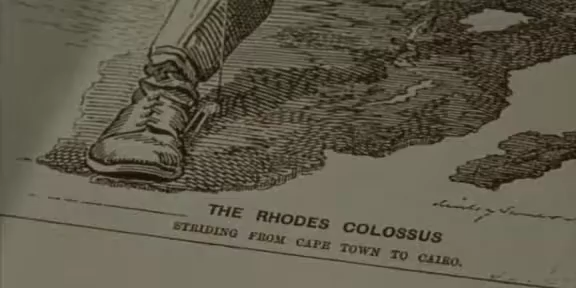 THE RHODES COLOSSUS
STRIDING FROM CAPE TOWN TO CAIRO.